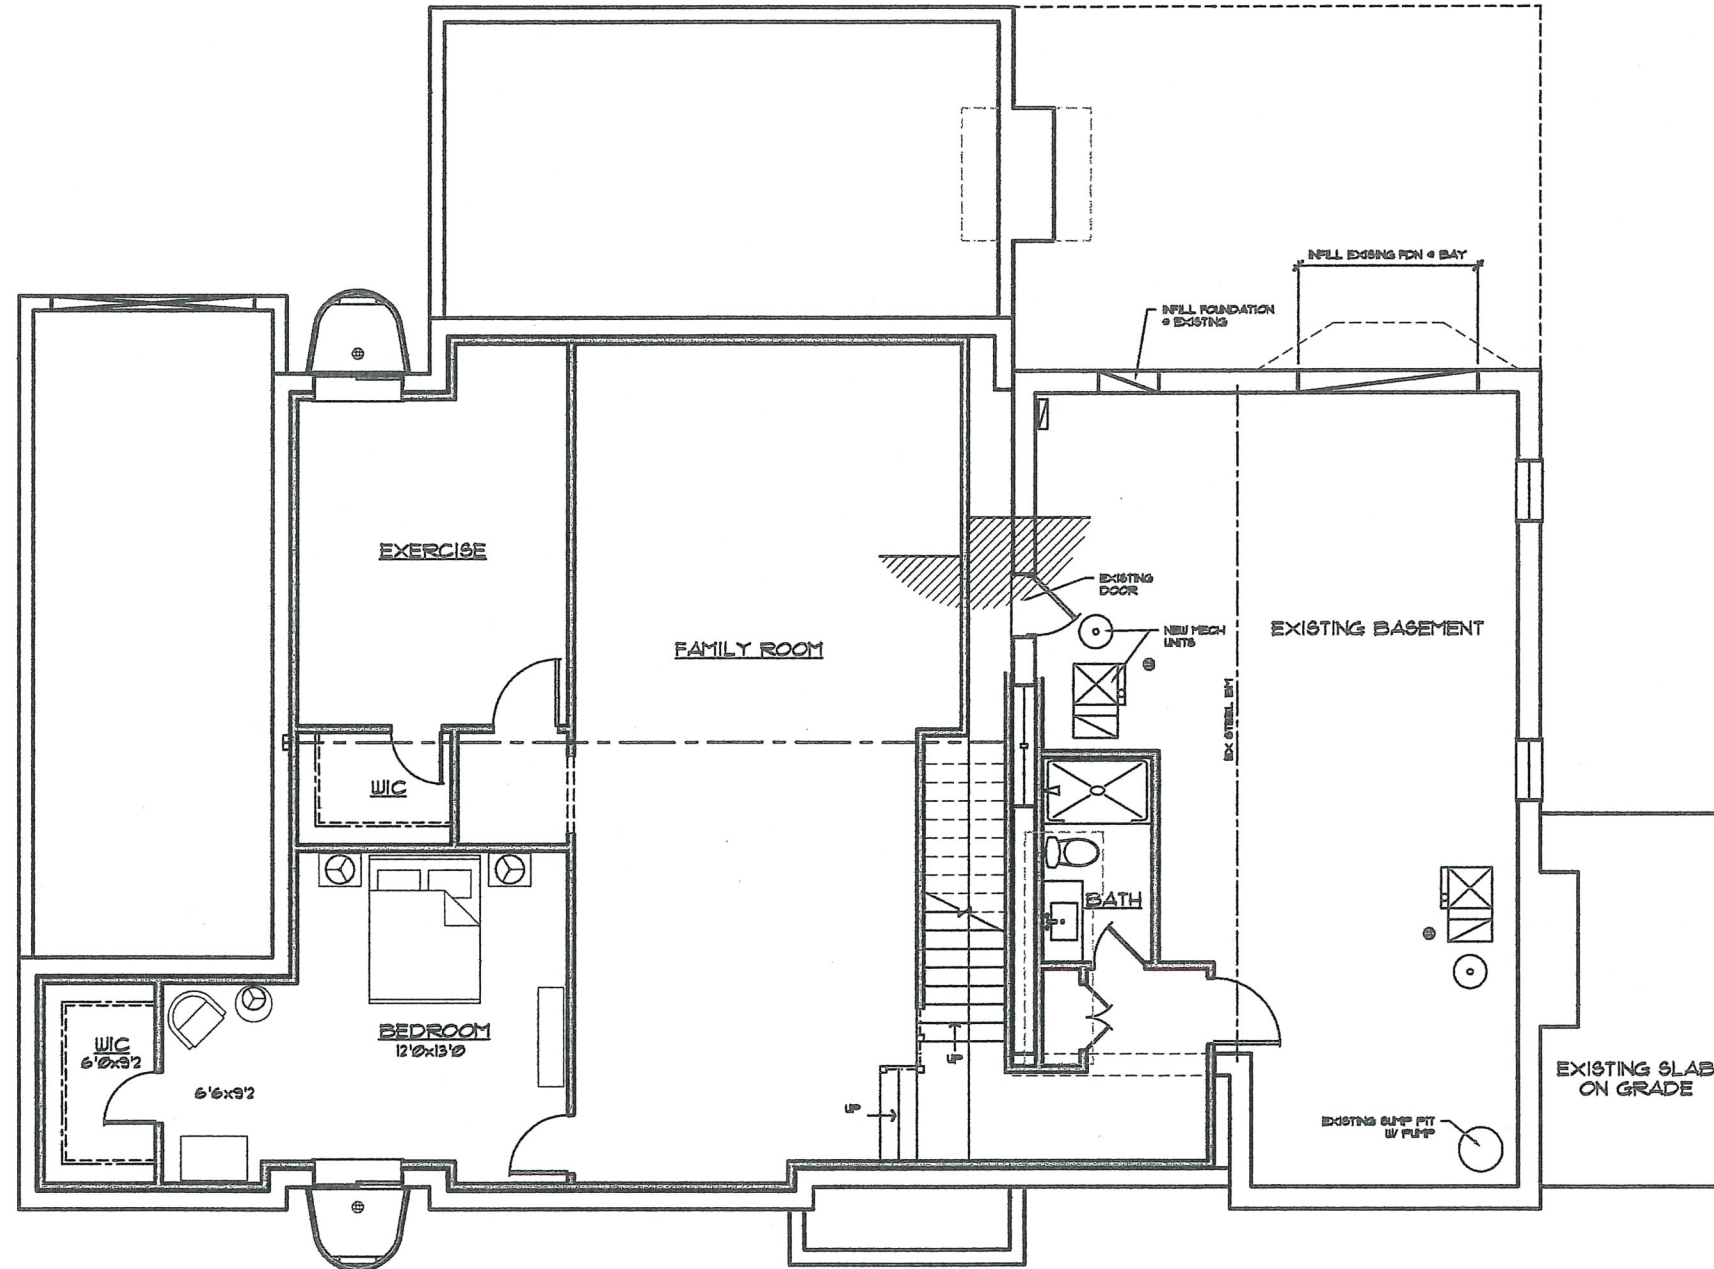 INFILL EXISING FDN @ BAY
INFILL FOUNDATION
@ EXISTING
EXERCISE
EXISTING
DOOR
FAMILY ROOM
NEW MECH
UNITS
EXISTING BASEMENT
EX STEEL BM
WIC
BATH
BEDROOM
12'0x13'0
WIC
6'0x9'2
6'6x9'2
UP
UP
EXISTING SLAB
ON GRADE
EXISTING SUMP PIT
W/ PUMP